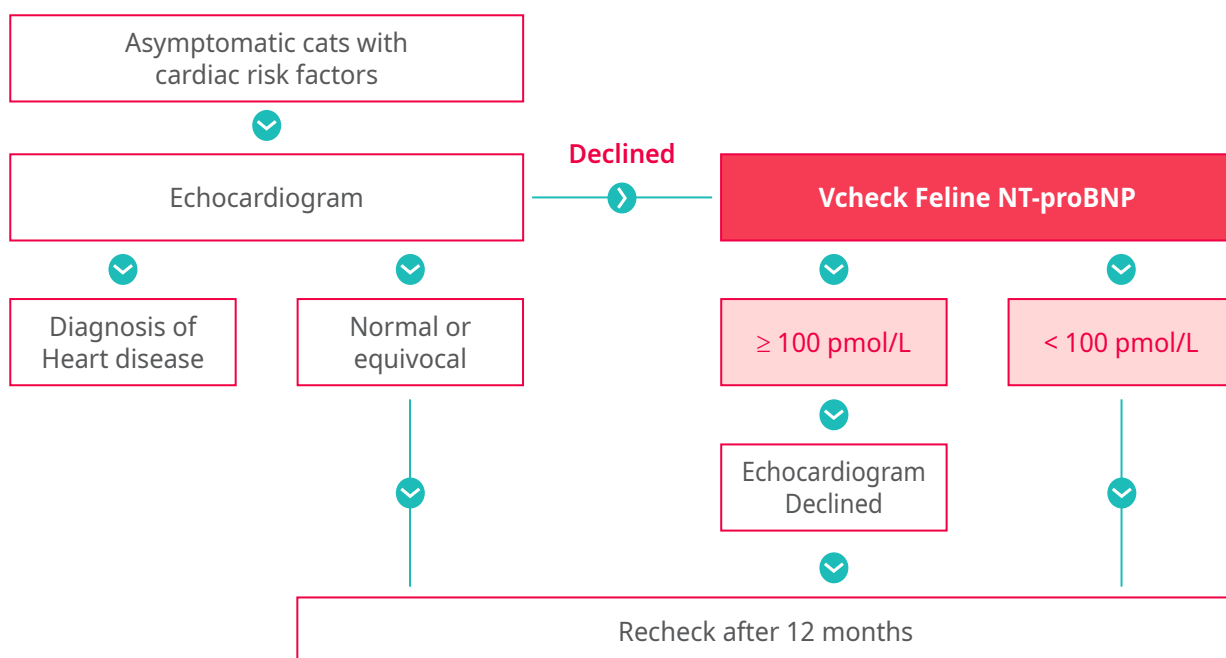 Asymptomatic cats with
cardiac risk factors
Declined
Echocardiogram
Vcheck Feline NT-proBNP
Diagnosis of
Heart disease
Normal or
equivocal
≥ 100 pmol/L
< 100 pmol/L
Echocardiogram
Declined
Recheck after 12 months